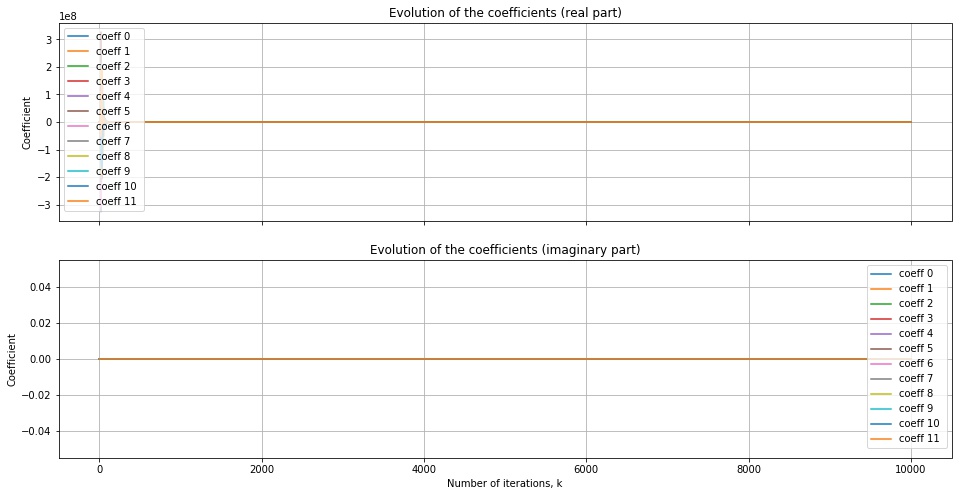 Evolution of the coefficients (real part)
1e8
3
2
1
0
−1
−2
−3
Coefficient
coeff 0
coeff 1
coeff 2
coeff 3
coeff 4
coeff 5
coeff 6
coeff 7
coeff 8
coeff 9
coeff 10
coeff 11
Evolution of the coefficients (imaginary part)
0.04
0.02
0.00
−0.02
−0.04
Coefficient
coeff 0
coeff 1
coeff 2
coeff 3
coeff 4
coeff 5
coeff 6
coeff 7
coeff 8
coeff 9
coeff 10
coeff 11
0 2000 4000 6000 8000 10000
Number of iterations, k